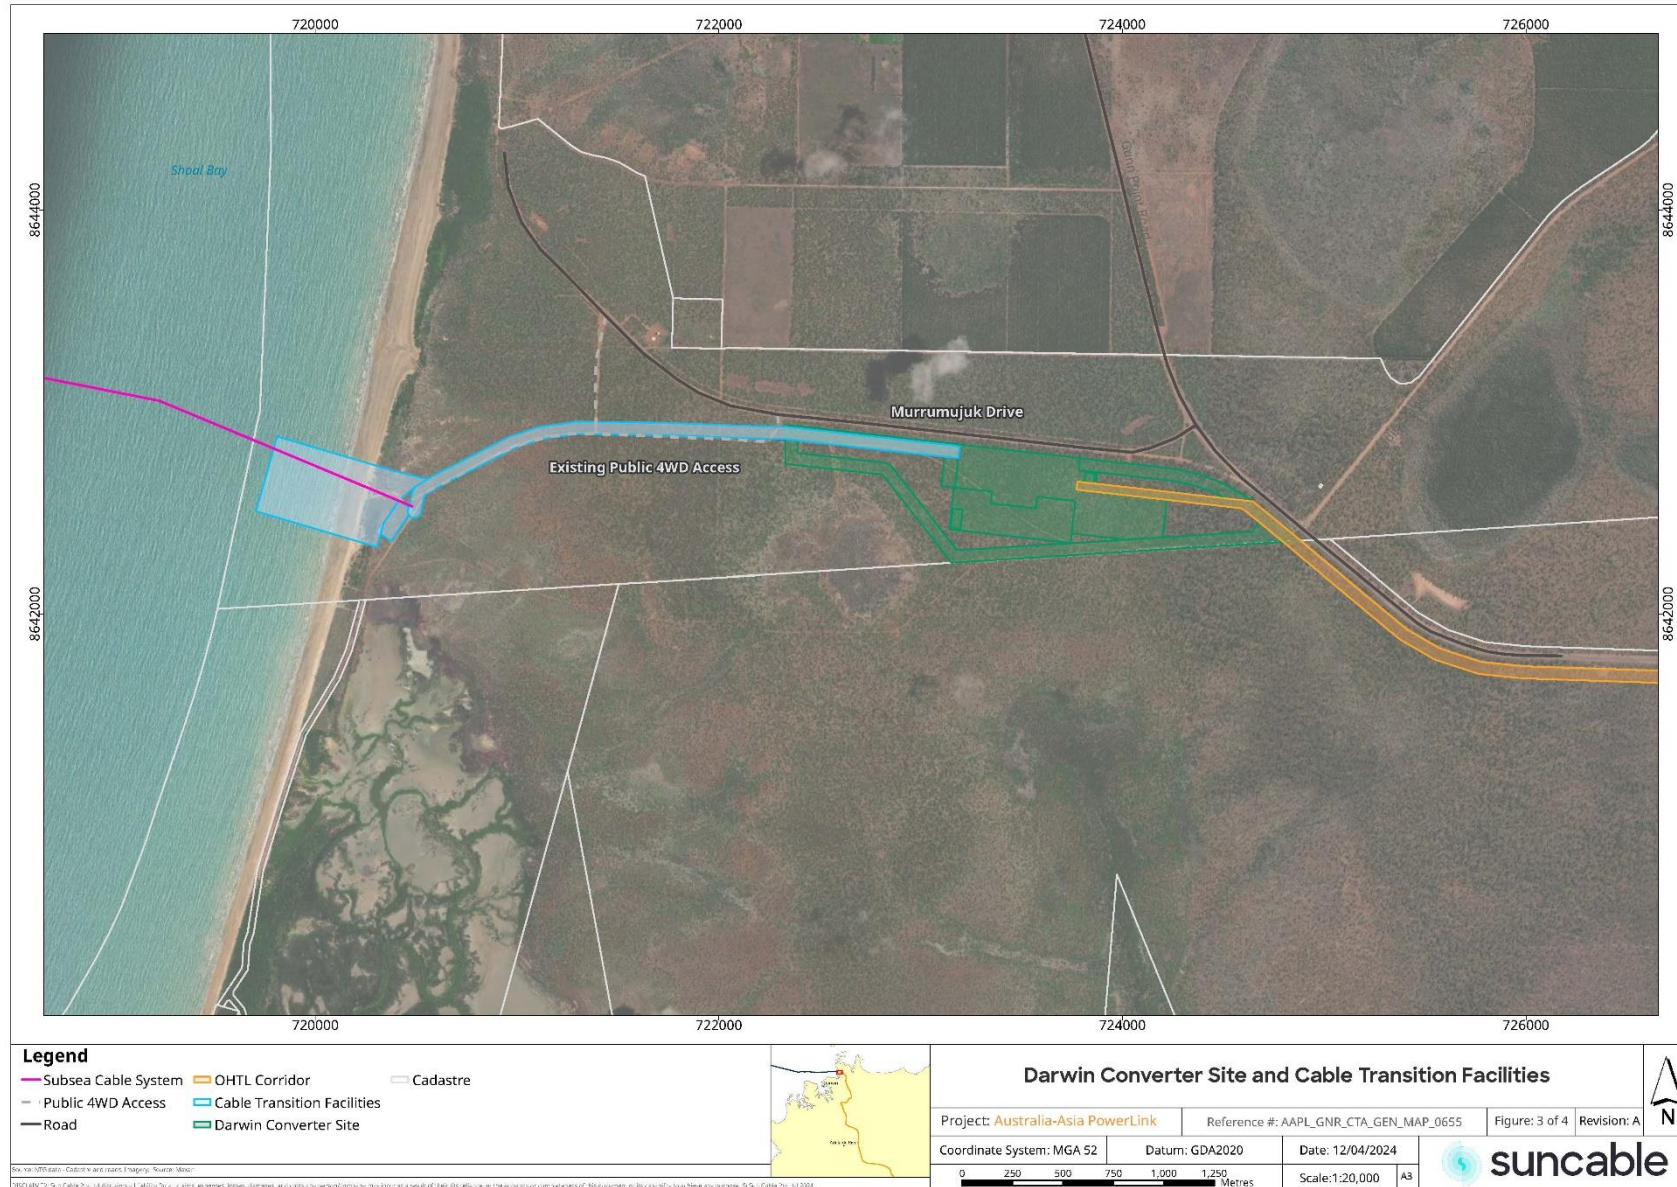 720000 722000 724000 726000
Shoal Bay
8644000
8644000
Murrumujuk Drive
Existing Public 4WD Access
8642000
8642000
720000 722000 724000 726000
Legend
Subsea Cable System
OHTL Corridor
Cadastre
Public 4WD Access
Cable Transition Facilities
Road
Darwin Converter Site
Darwin Converter Site and Cable Transition Facilities
N
Project: Australia-Asia PowerLink
Reference #: AAPL_GNR_CTA_GEN_MAP_0655
Figure: 3 of 4
Revision: A
Coordinate System: MGA 52
Datum: GDA2020
Date: 12/04/2024
0 250 500 750 1,000 1,250 Metres
Scale:1:20,000
A3
suncable